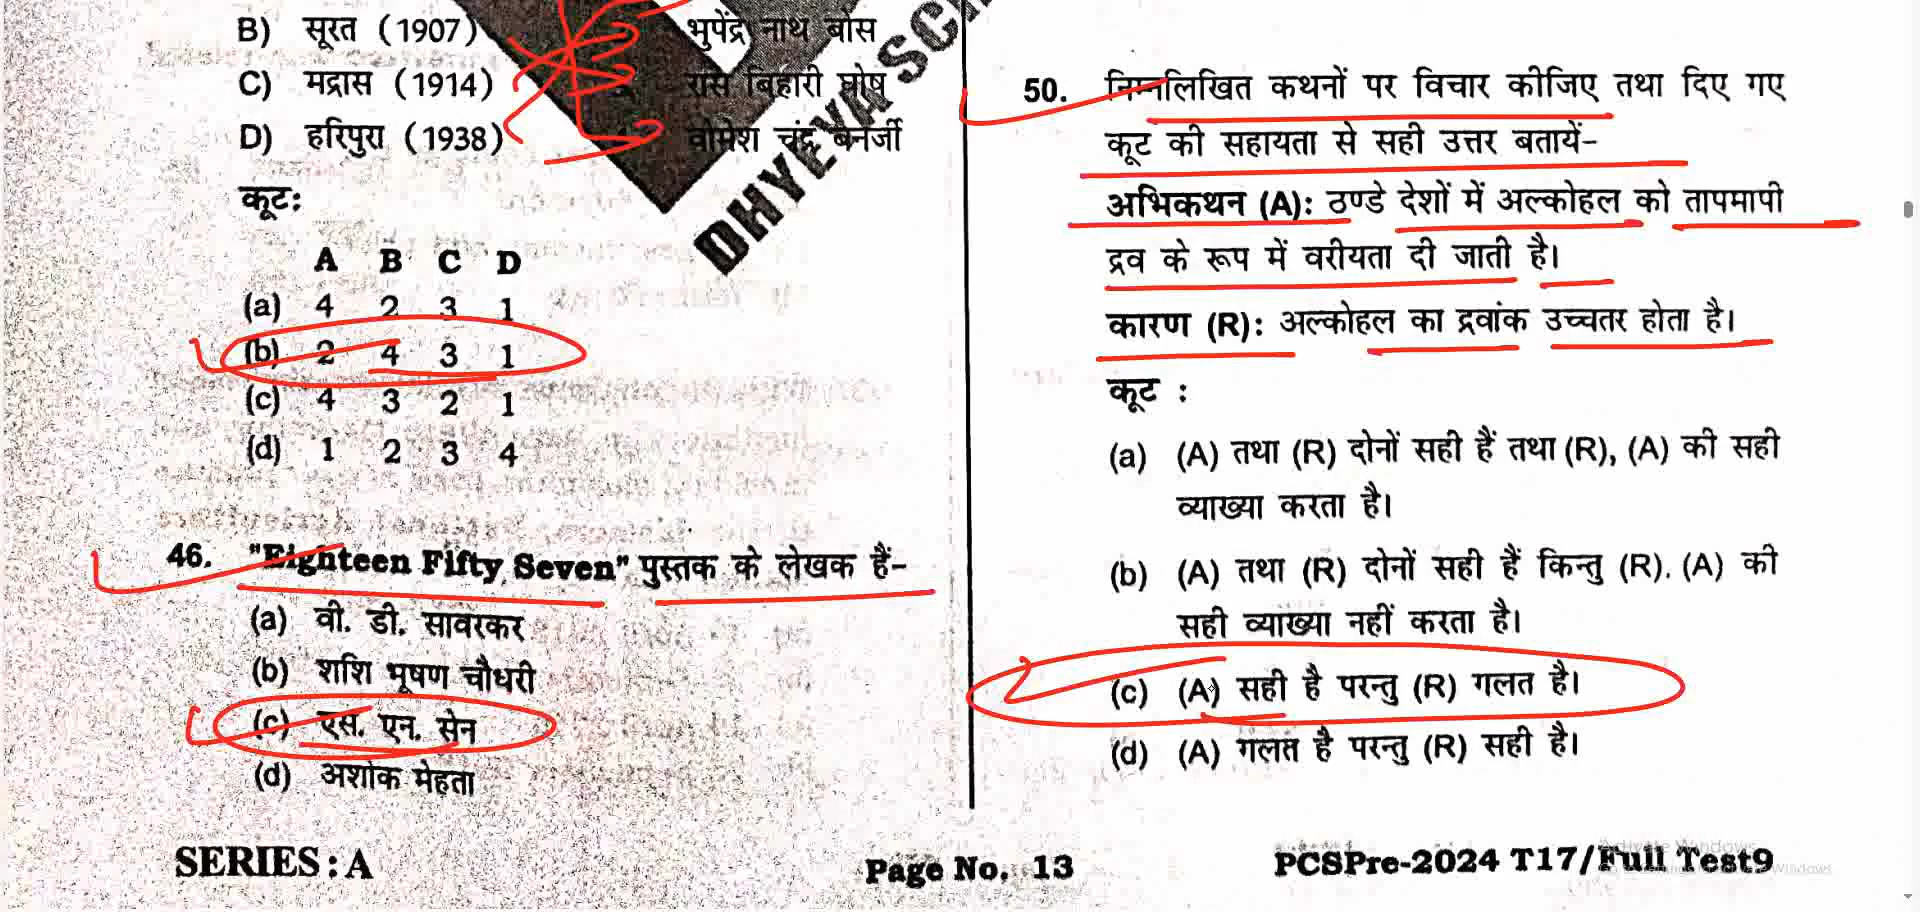 B) सूरत (1907) भुपेंद्र नाथ बोस
C) मद्रास (1914) रास बिहारी घोष
D) हरिपुरा (1938) वोमेश चंद्र बनर्जी
कूट:
A B C D
(a) 4 2 3 1
(b) 2 4 3 1
(c) 4 3 2 1
(d) 1 2 3 4
46. "Eighteen Fifty Seven" पुस्तक के लेखक हैं-
(a) वी. डी. सावरकर
(b) शशि भूषण चौधरी
(c) एस. एन. सेन
(d) अशोक मेहता
50. निम्नलिखित कथनों पर विचार कीजिए तथा दिए गए
कूट की सहायता से सही उत्तर बतायें-
अभिकथन (A): ठण्डे देशों में अल्कोहल को तापमापी
द्रव के रूप में वरीयता दी जाती है।
कारण (R): अल्कोहल का द्रवांक उच्चतर होता है।
कूट :
(a) (A) तथा (R) दोनों सही हैं तथा (R), (A) की सही
व्याख्या करता है।
(b) (A) तथा (R) दोनों सही हैं किन्तु (R). (A) की
सही व्याख्या नहीं करता है।
(c) (A) सही है परन्तु (R) गलत है।
(d) (A) गलत है परन्तु (R) सही है।
SERIES : A
Page No. 13
PCSPre-2024 T17/Full Test9
DHYEYA
Activate Windows